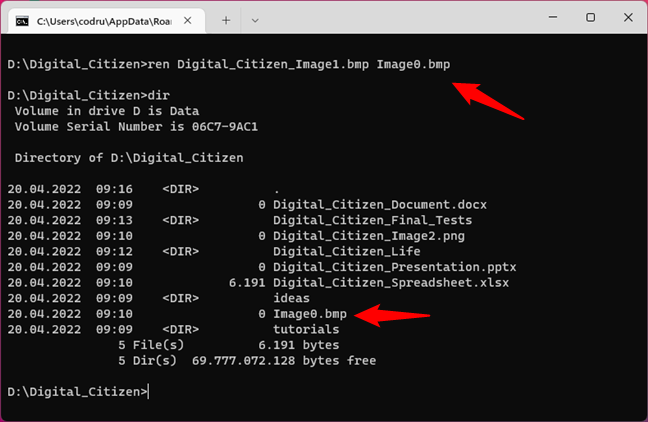 C:\Users\codru\AppData\Roar
D:\Digital_Citizen>ren Digital_Citizen_Image1.bmp Image0.bmp
D:\Digital_Citizen>dir
 Volume in drive D is Data
 Volume Serial Number is 06C7-9AC1
 Directory of D:\Digital_Citizen
20.04.2022  09:16    <DIR>          .
20.04.2022  09:09                 0 Digital_Citizen_Document.docx
20.04.2022  09:13    <DIR>          Digital_Citizen_Final_Tests
20.04.2022  09:10                 0 Digital_Citizen_Image2.png
20.04.2022  09:12    <DIR>          Digital_Citizen_Life
20.04.2022  09:09                 0 Digital_Citizen_Presentation.pptx
20.04.2022  09:10             6.191 Digital_Citizen_Spreadsheet.xlsx
20.04.2022  09:09    <DIR>          ideas
20.04.2022  09:10                 0 Image0.bmp
20.04.2022  09:09    <DIR>          tutorials
               5 File(s)          6.191 bytes
               5 Dir(s)  69.777.072.128 bytes free
D:\Digital_Citizen>